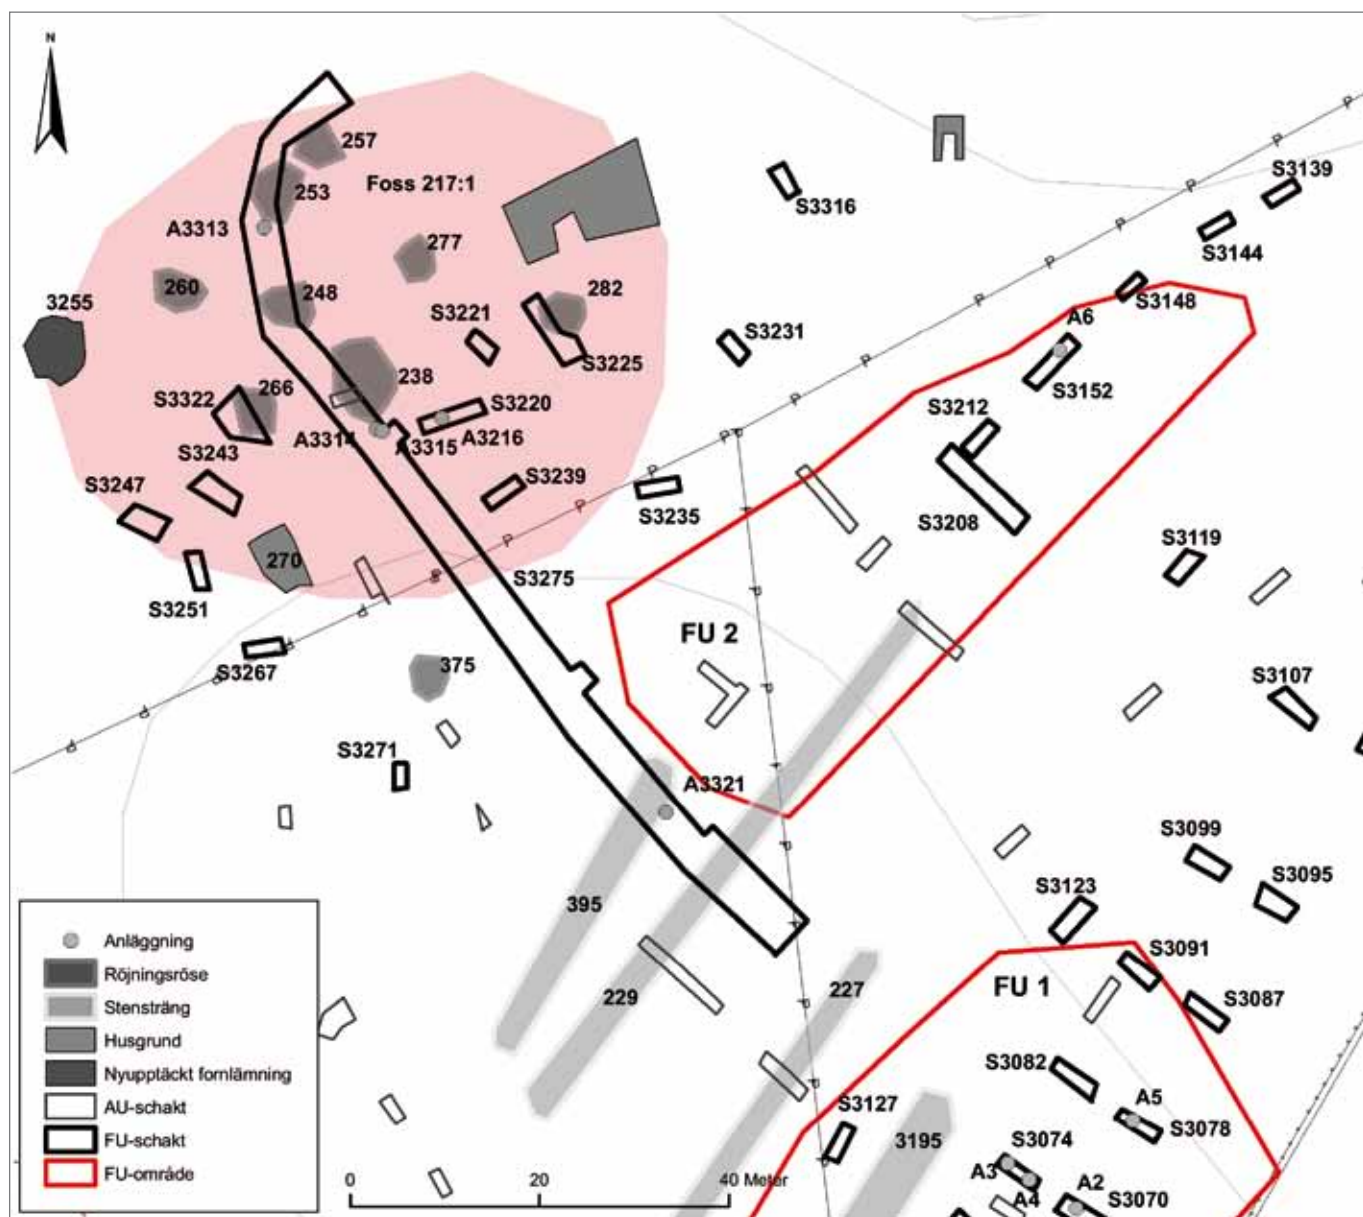 N
257
Foss 217:1
253
A3313
277
260
248
3255
282
S3221
S3225
238
S3322
266
S3220
A3314
A3315
A3216
S3243
S3239
S3247
S3235
270
S3275
S3251
S3267
375
S3271
S3316
S3139
S3144
S3148
S3231
A6
S3152
S3212
S3208
S3119
FU 2
S3107
A3321
S3099
S3095
S3123
395
S3091
229
227
FU 1
S3087
S3082
A5
S3127
S3078
3195
S3074
A3
A4
A2
S3070
Anläggning
Röjningsröse
Stensträng
Husgrund
Nyupptäckt fornlämning
AU-schakt
FU-schakt
FU-område
0 20 40 Meter